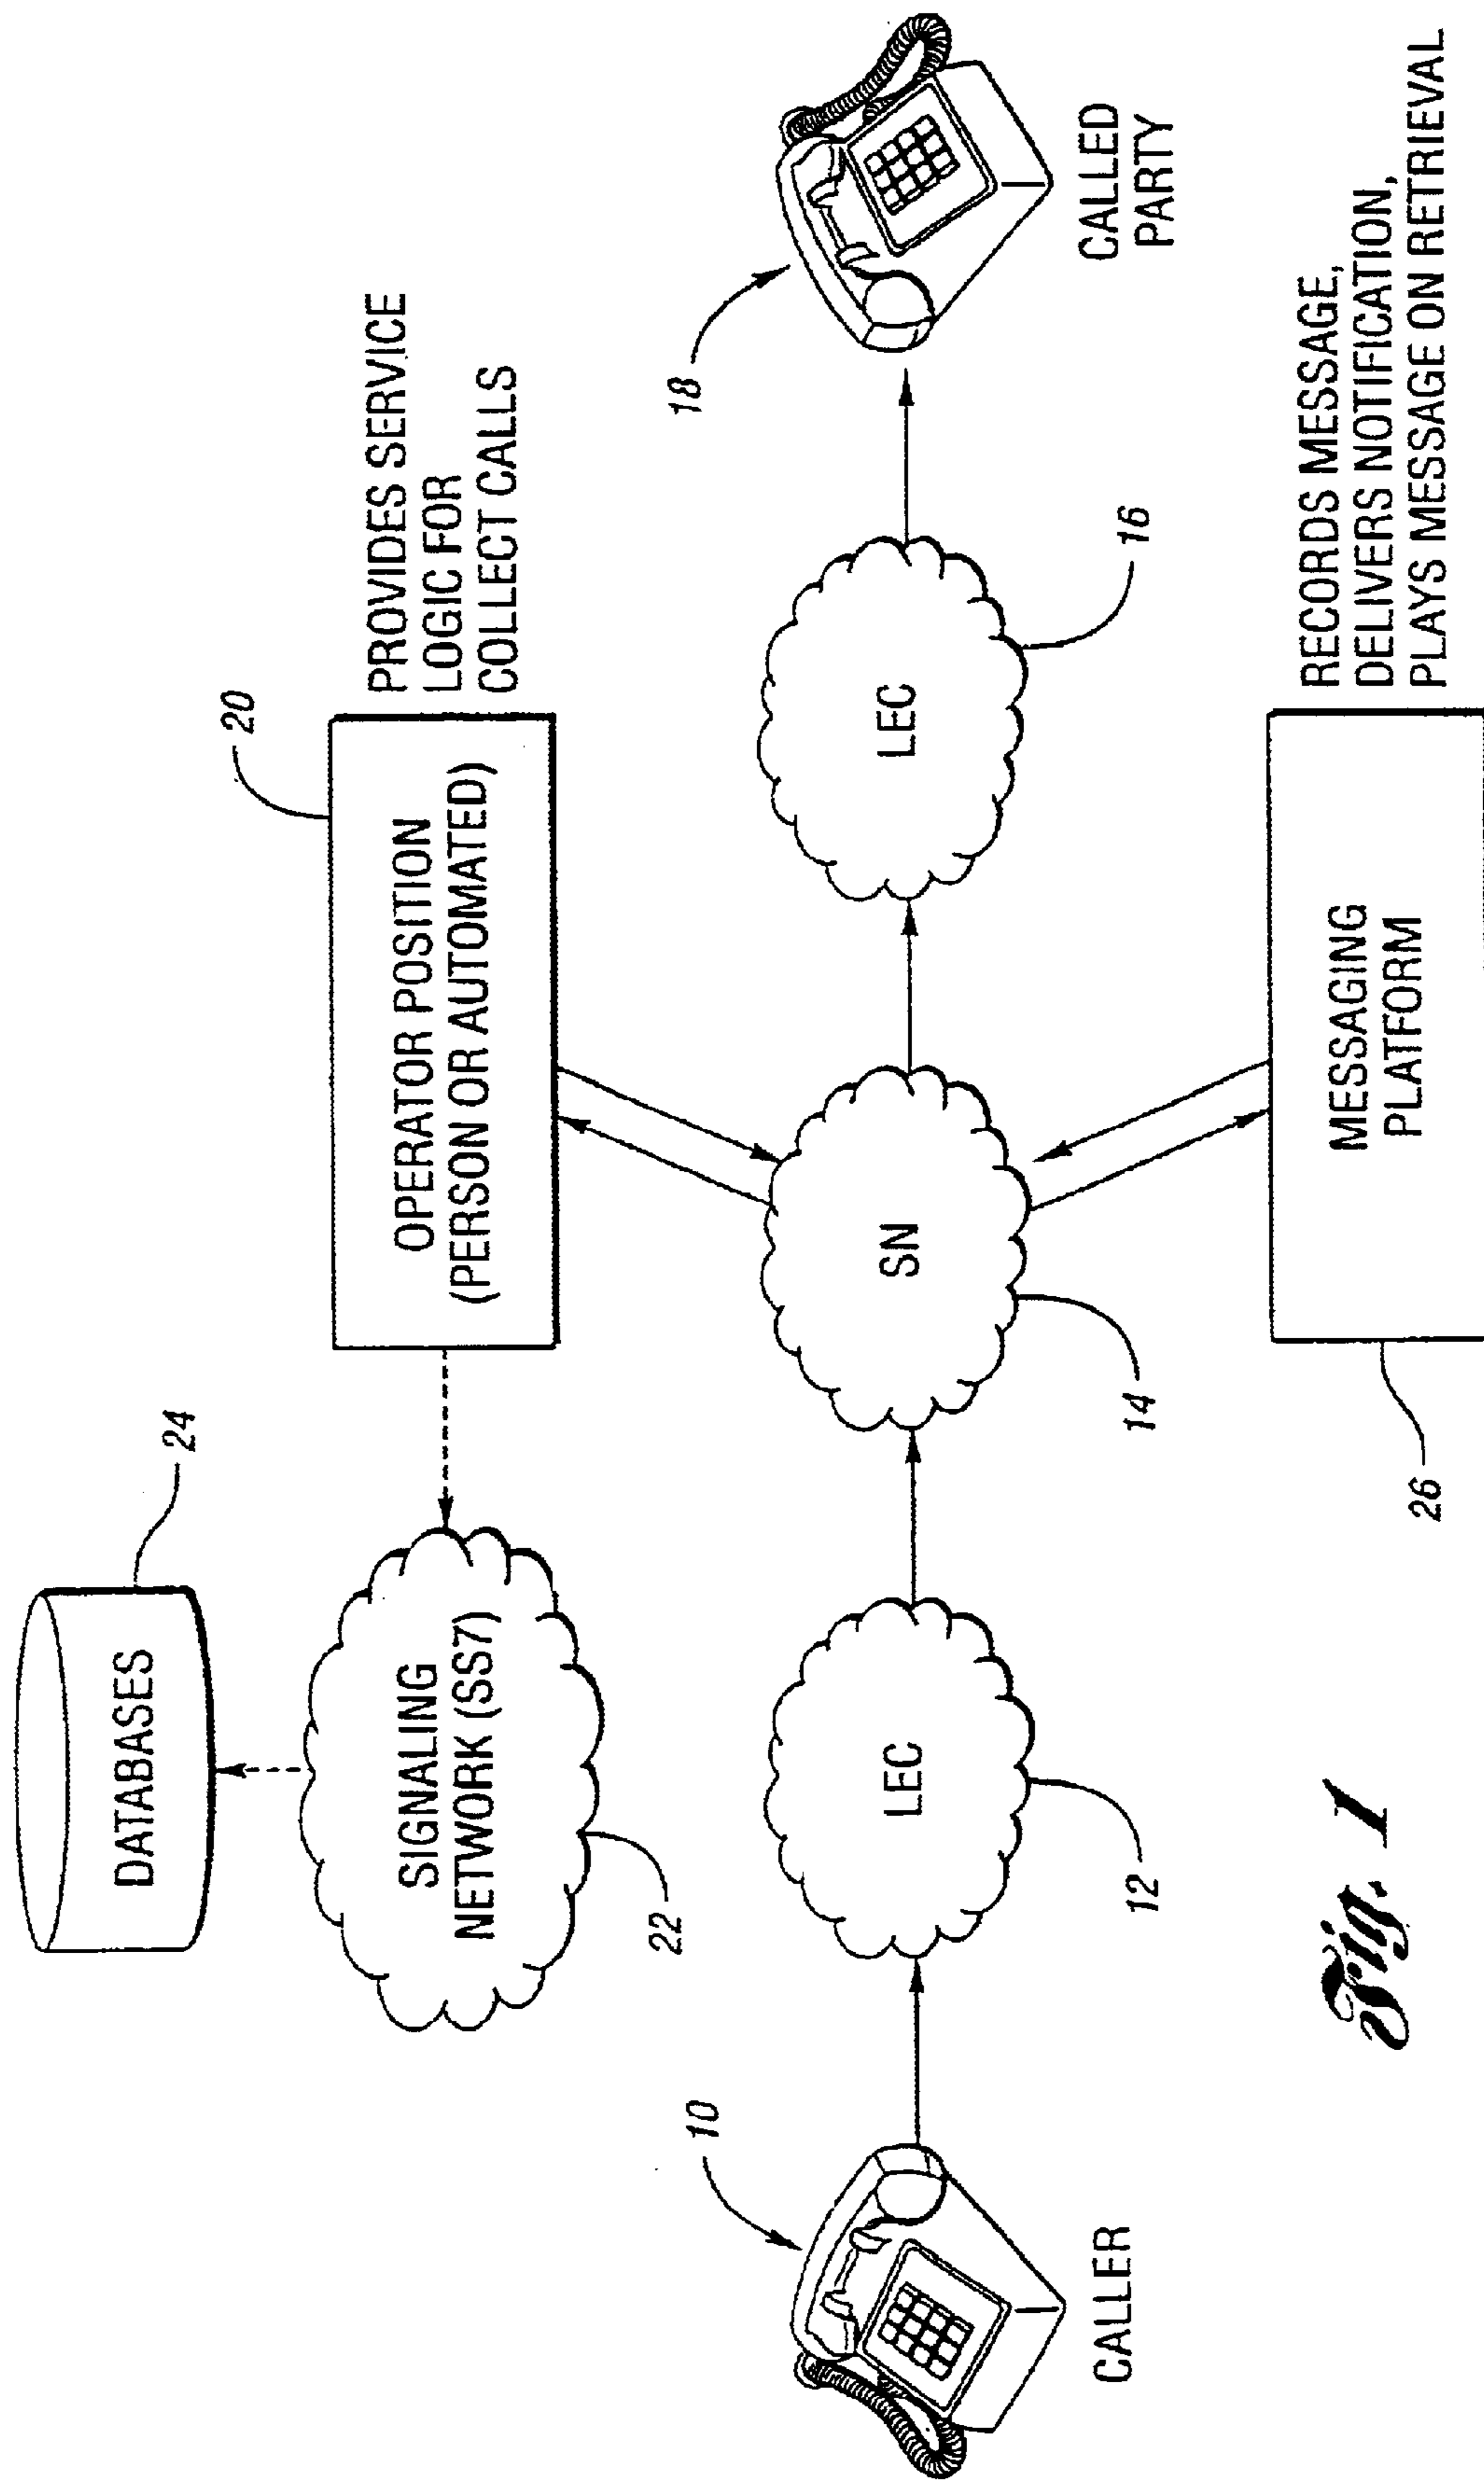 DATABASES
24
SIGNALING
NETWORK (SS7)
22
20
OPERATOR POSITION
(PERSON OR AUTOMATED)
PROVIDES SERVICE
LOGIC FOR
COLLECT CALLS
10
CALLER
LEC
12
SN
14
LEC
16
18
CALLED
PARTY
26
MESSAGING
PLATFORM
RECORDS MESSAGE,
DELIVERS NOTIFICATION,
PLAYS MESSAGE ON RETRIEVAL
Fig. 1